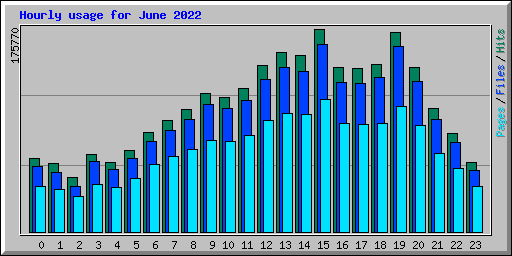 Hourly usage for June 2022
175770
Pages/Files/Hits
0 1 2 3 4 5 6 7 8 9 10 11 12 13 14 15 16 17 18 19 20 21 22 23